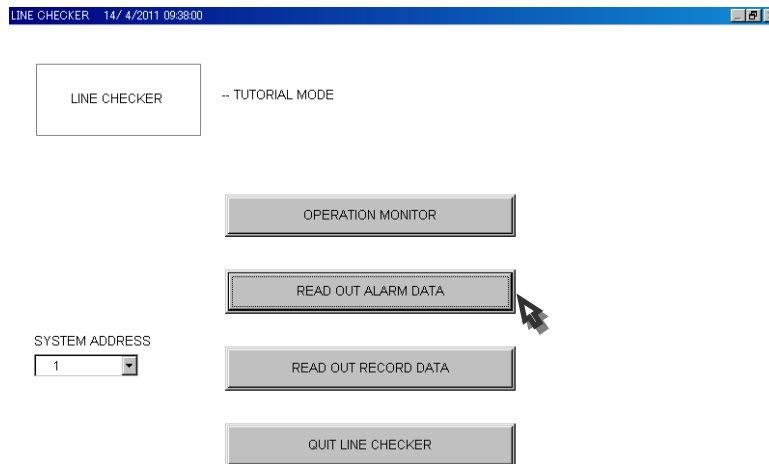 LINE CHECKER 14/ 4/2011 09:38:00
LINE CHECKER
-- TUTORIAL MODE
OPERATION MONITOR
READ OUT ALARM DATA
SYSTEM ADDRESS
1
READ OUT RECORD DATA
QUIT LINE CHECKER